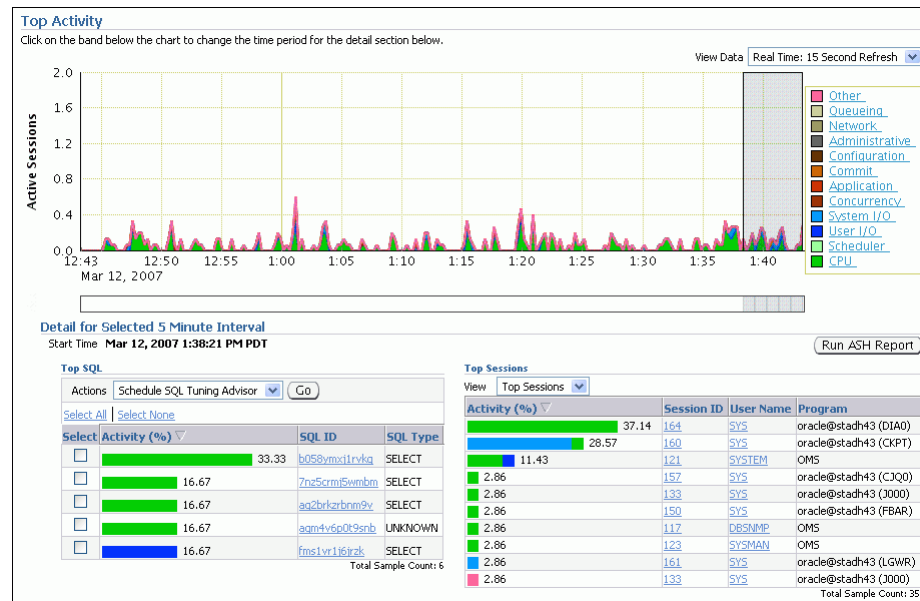 Top Activity
Click on the band below the chart to change the time period for the detail section below.
View Data Real Time: 15 Second Refresh
Active Sessions
2.0
1.6
1.2
0.8
0.4
0.0
12:43 12:50 12:55 1:00 1:05 1:10 1:15 1:20 1:25 1:30 1:35 1:40
Mar 12, 2007
Other
Queueing
Network
Administrative
Configuration
Commit
Application
Concurrency
System I/O
User I/O
Scheduler
CPU
Detail for Selected 5 Minute Interval
Start Time Mar 12, 2007 1:38:21 PM PDT
Run ASH Report
Top SQL
Actions Schedule SQL Tuning Advisor Go
Select All | Select None
Select Activity (%) SQL ID SQL Type
33.33 b058ymxj1rvkq SELECT
16.67 7nz5crmj5wmbm SELECT
16.67 aq2brkzrbnm9v SELECT
16.67 aqm4v6p0t9snb UNKNOWN
16.67 fms1vr1j6jrzk SELECT
Total Sample Count: 6
Top Sessions
View Top Sessions
Activity (%) Session ID User Name Program
37.14 164 SYS oracle@stadh43 (DIA0)
28.57 160 SYS oracle@stadh43 (CKPT)
11.43 121 SYSTEM OMS
2.86 157 SYS oracle@stadh43 (CJQ0)
2.86 133 SYS oracle@stadh43 (J000)
2.86 150 SYS oracle@stadh43 (FBAR)
2.86 117 DBSNMP OMS
2.86 123 SYSMAN OMS
2.86 161 SYS oracle@stadh43 (LGWR)
2.86 133 SYS oracle@stadh43 (J000)
Total Sample Count: 35